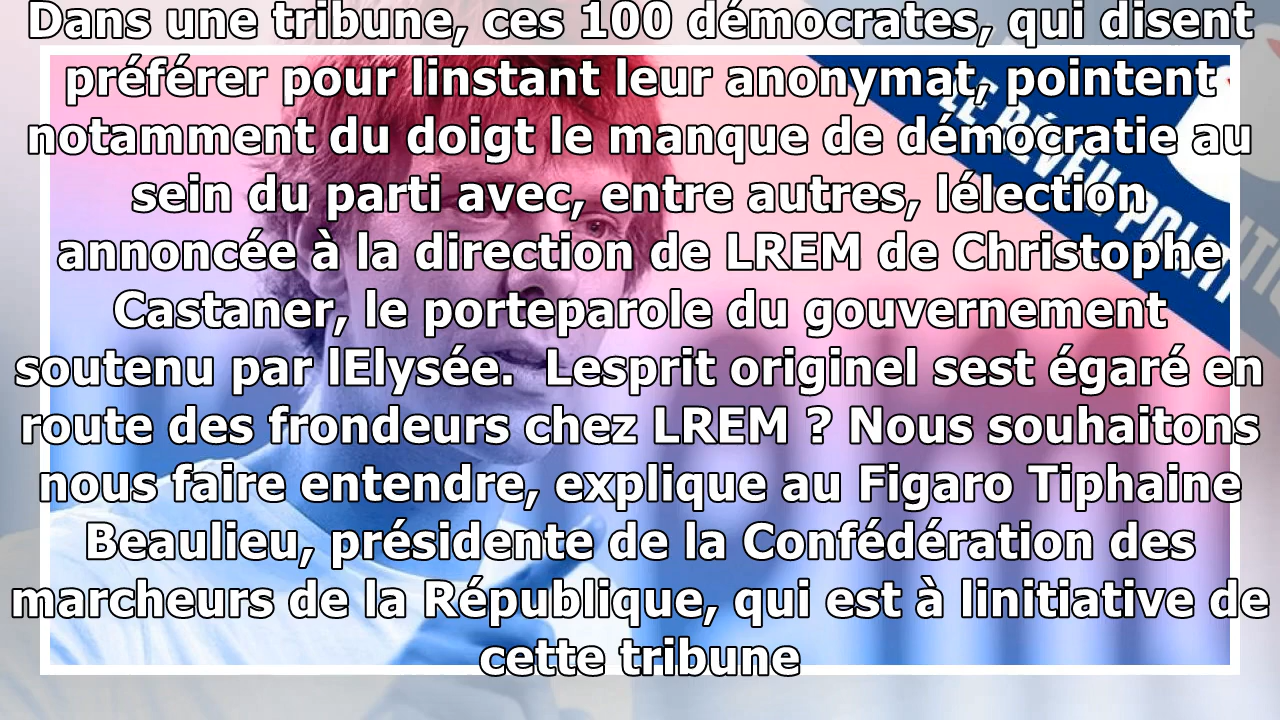 Dans une tribune, ces 100 démocrates, qui disent
préférer pour linstant leur anonymat, pointent
notamment du doigt le manque de démocratie au
sein du parti avec, entre autres, lélection
annoncée à la direction de LREM de Christophe
Castaner, le porteparole du gouvernement
soutenu par lElysée.  Lesprit originel sest égaré en
route des frondeurs chez LREM ? Nous souhaitons
nous faire entendre, explique au Figaro Tiphaine
Beaulieu, présidente de la Confédération des
marcheurs de la République, qui est à linitiative de
cette tribune
LE RÉVEIL POLITI